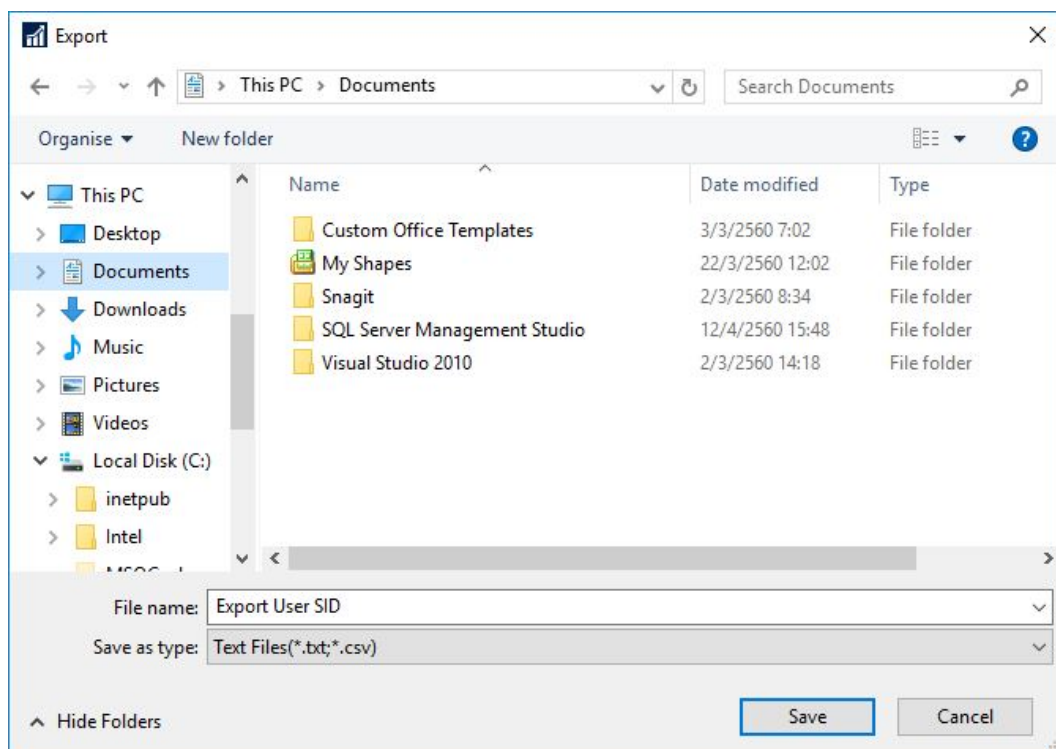 Export
This PC > Documents
Search Documents
Organise
New folder
Name
Date modified
Type
This PC
Desktop
Documents
Downloads
Music
Pictures
Videos
Local Disk (C:)
inetpub
Intel
Custom Office Templates 3/3/2560 7:02 File folder
My Shapes 22/3/2560 12:02 File folder
Snagit 2/3/2560 8:34 File folder
SQL Server Management Studio 12/4/2560 15:48 File folder
Visual Studio 2010 2/3/2560 14:18 File folder
File name: Export User SID
Save as type: Text Files(*.txt;*.csv)
Hide Folders
Save
Cancel